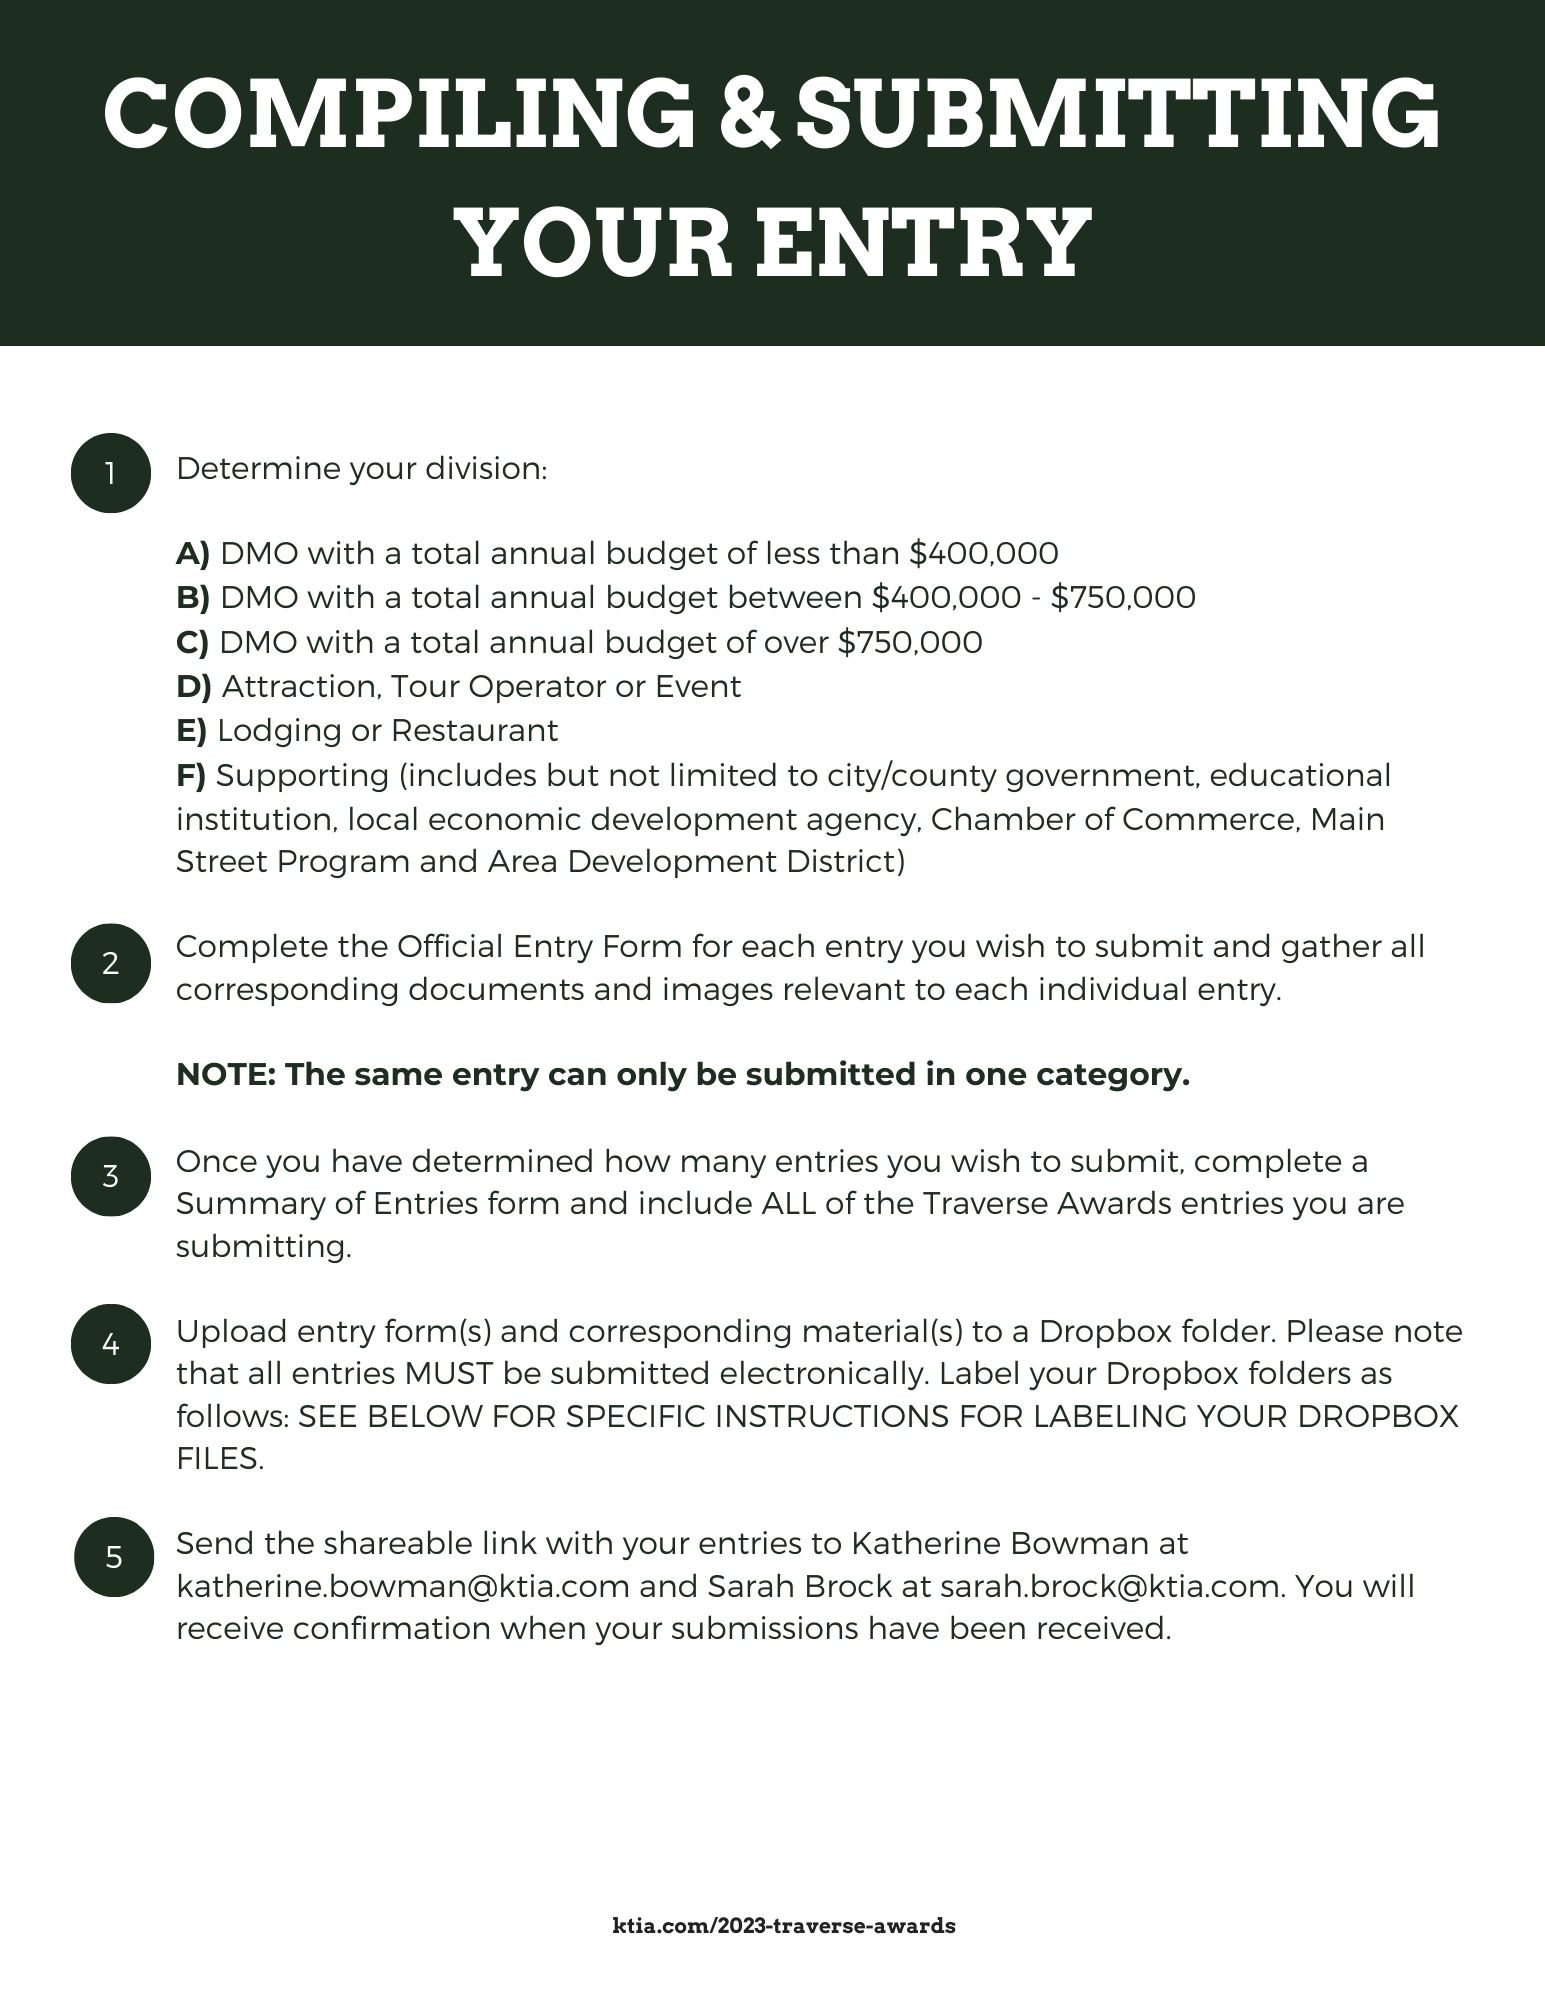 COMPILING & SUBMITTING
YOUR ENTRY
1
Determine your division:
A) DMO with a total annual budget of less than $400,000
B) DMO with a total annual budget between $400,000 - $750,000
C) DMO with a total annual budget of over $750,000
D) Attraction, Tour Operator or Event
E) Lodging or Restaurant
F) Supporting (includes but not limited to city/county government, educational
institution, local economic development agency, Chamber of Commerce, Main
Street Program and Area Development District)
2
Complete the Official Entry Form for each entry you wish to submit and gather all
corresponding documents and images relevant to each individual entry.
NOTE: The same entry can only be submitted in one category.
3
Once you have determined how many entries you wish to submit, complete a
Summary of Entries form and include ALL of the Traverse Awards entries you are
submitting.
4
Upload entry form(s) and corresponding material(s) to a Dropbox folder. Please note
that all entries MUST be submitted electronically. Label your Dropbox folders as
follows: SEE BELOW FOR SPECIFIC INSTRUCTIONS FOR LABELING YOUR DROPBOX
FILES.
5
Send the shareable link with your entries to Katherine Bowman at
katherine.bowman@ktia.com and Sarah Brock at sarah.brock@ktia.com. You will
receive confirmation when your submissions have been received.
ktia.com/2023-traverse-awards